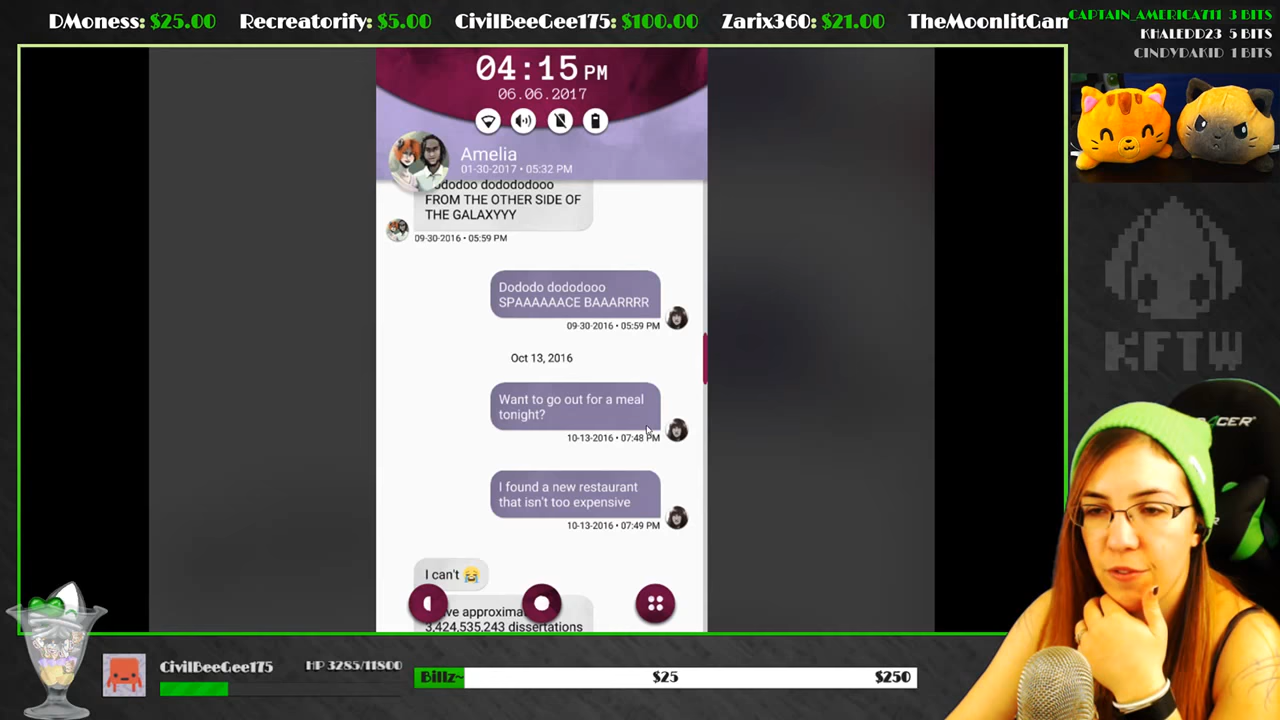 DMoness: $25.00 Recreatorify: $5.00 CivilBeeGee175: $100.00 Zarix360: $21.00 TheMoonlitGam
CAPTAIN_AMERICA711 3 BITS
KHALEDD23 5 BITS
CINDYDAKID 1 BITS
04:15 PM
06.06.2017
Amelia
01-30-2017 • 05:32 PM
dododoo dodododooo
FROM THE OTHER SIDE OF
THE GALAXYYY
09-30-2016 • 05:59 PM
Dododo dododooo
SPAAAAAACE BAAARRRR
09-30-2016 • 05:59 PM
Oct 13, 2016
Want to go out for a meal
tonight?
10-13-2016 • 07:48 PM
I found a new restaurant
that isn't too expensive
10-13-2016 • 07:49 PM
I can't 😭
ve approxima
3,424,535,243 dissertations
KFTW
CivilBeeGee175 HP 3285/11800
Billz~ $25 $250